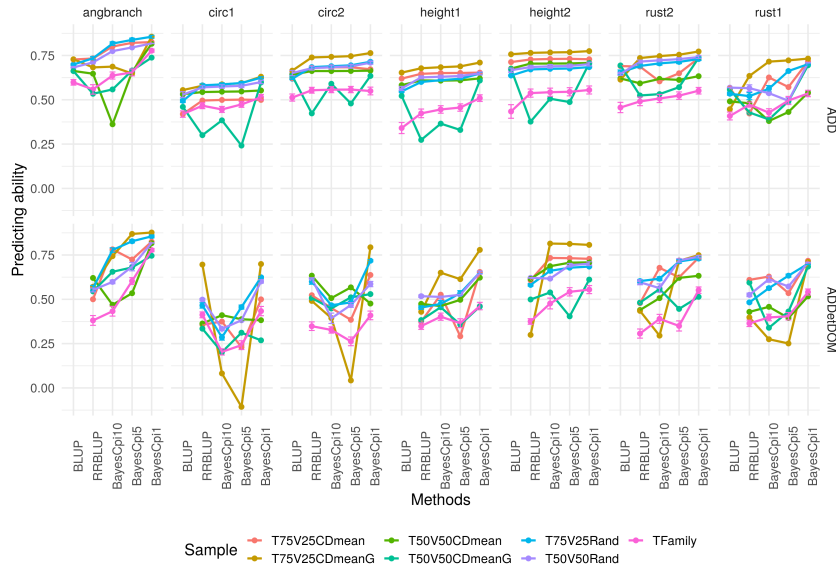 angbranch circ1 circ2 height1 height2 rust2 rust1
0.75
0.50
0.25
0.00
ADD
0.75
0.50
0.25
0.00
ADDetDOM
Predicting ability
BLUP RRBLUP BayesCpi10 BayesCpi5 BayesCpi1 BLUP RRBLUP BayesCpi10 BayesCpi5 BayesCpi1 BLUP RRBLUP BayesCpi10 BayesCpi5 BayesCpi1 BLUP RRBLUP BayesCpi10 BayesCpi5 BayesCpi1 BLUP RRBLUP BayesCpi10 BayesCpi5 BayesCpi1 BLUP RRBLUP BayesCpi10 BayesCpi5 BayesCpi1 BLUP RRBLUP BayesCpi10 BayesCpi5 BayesCpi1
Methods
Sample
T75V25CDmean T50V50CDmean T75V25Rand TFamily
T75V25CDmeanG T50V50CDmeanG T50V50Rand